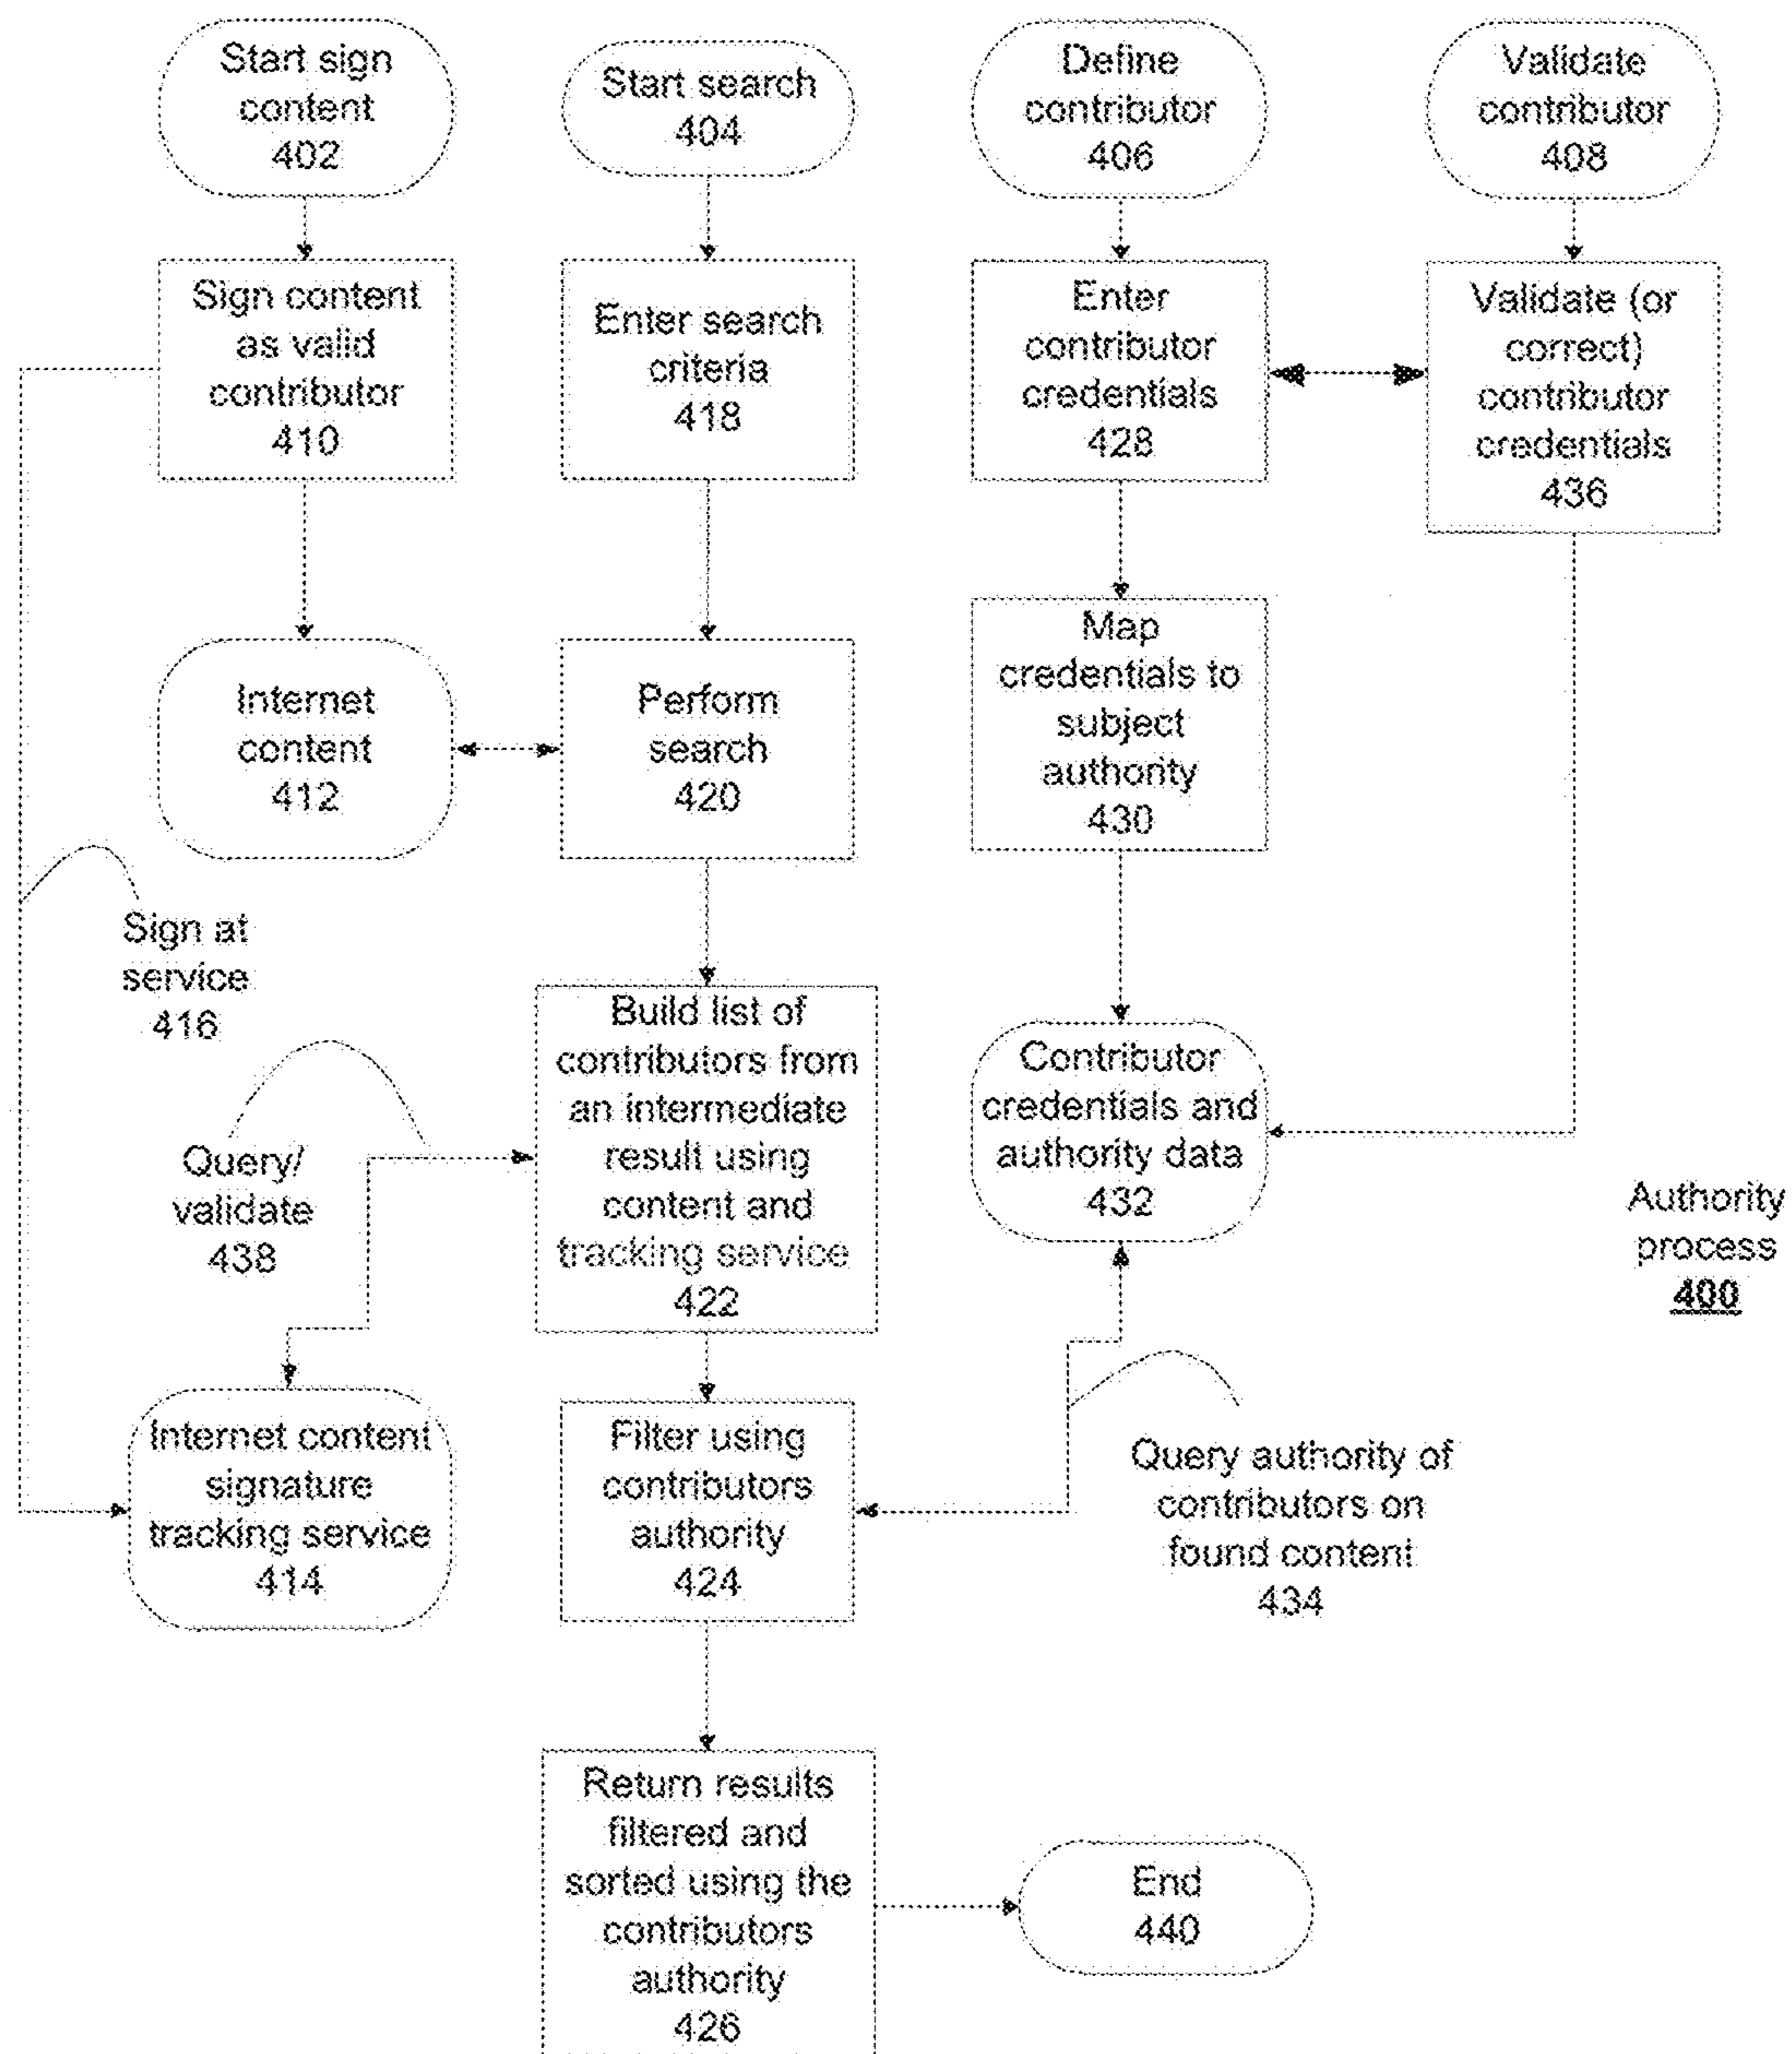 Start sign
content
402
Start search
404
Define
contributor
406
Validate
contributor
408
Sign content
as valid
contributor
410
Enter search
criteria
418
Enter
contributor
credentials
428
Validate (or
correct)
contributor
credentials
436
Internet
content
412
Perform
search
420
Map
credentials to
subject
authority
430
Sign at
service
416
Build list of
contributors from
an intermediate
result using
content and
tracking service
422
Contributor
credentials and
authority data
432
Query/
validate
438
Authority
process
400
Internet content
signature
tracking service
414
Filter using
contributors
authority
424
Query authority of
contributors on
found content
434
Return results
filtered and
sorted using the
contributors
authority
426
End
440